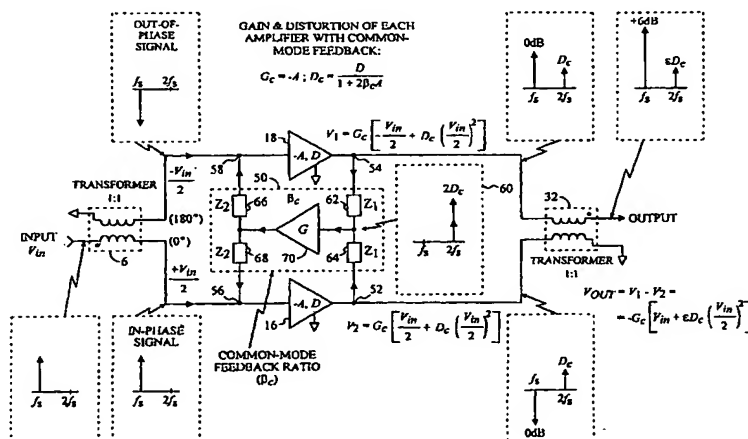 OUT-OF-
PHASE
SIGNAL
f_s 2f_s
GAIN & DISTORTION OF EACH
AMPLIFIER WITH COMMON-
MODE FEEDBACK:
G_c = -A ; D_c = D / (1 + 2β_cA)
0dB
D_c
f_s 2f_s
+6dB
εD_c
f_s 2f_s
18
-A, D
V_1 = G_c [V_in/2 + D_c (V_in/2)^2]
58
54
-V_in/2
50
β_c
60
32
TRANSFORMER
1:1
(180°)
Z_2
66
62
Z_1
2D_c
f_s 2f_s
OUTPUT
INPUT
V_in
(0°)
G
6
+V_in/2
Z_2
68
70
64
Z_1
TRANSFORMER
1:1
56
52
-A, D
16
V_2 = G_c [V_in/2 + D_c (V_in/2)^2]
V_OUT = V_1 - V_2 =
= -G_c [V_in + εD_c (V_in/2)^2]
IN-PHASE
SIGNAL
f_s 2f_s
f_s 2f_s
COMMON-MODE
FEEDBACK RATIO
(β_c)
f_s
D_c
2f_s
0dB